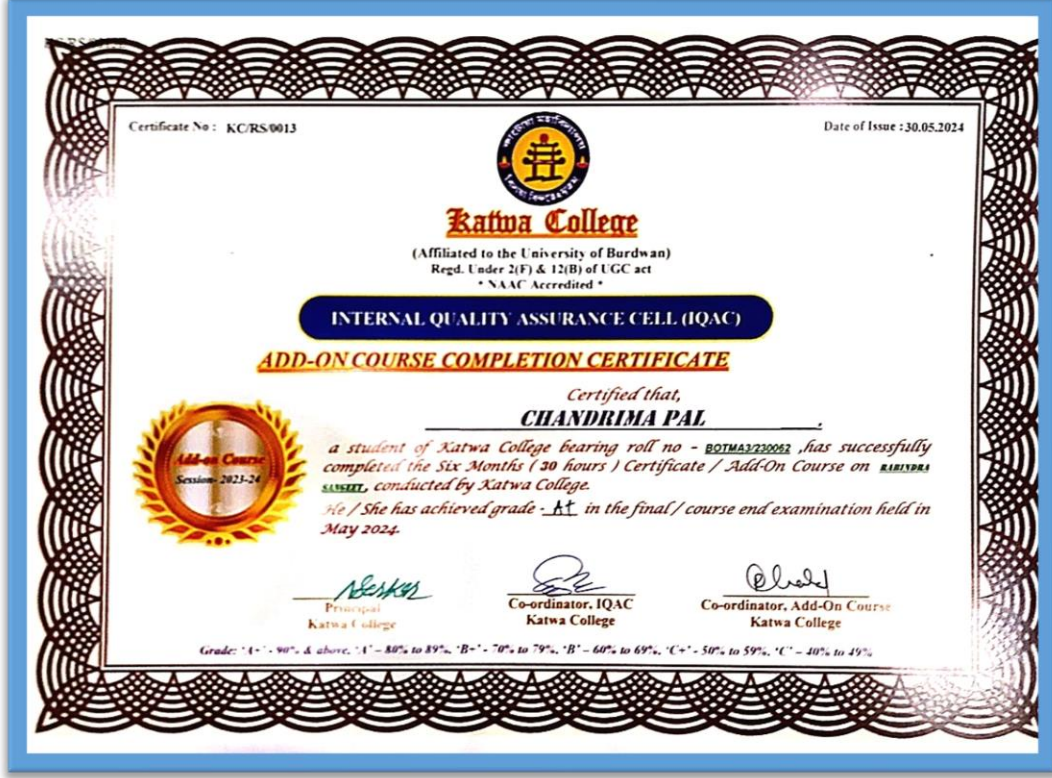 Certificate No : KC/RS/0013
Date of Issue : 30.05.2024
Katwa College
(Affiliated to the University of Burdwan)
Regd. Under 2(F) & 12(B) of UGC act
* NAAC Accredited *
INTERNAL QUALITY ASSURANCE CELL (IQAC)
ADD-ON COURSE COMPLETION CERTIFICATE
Certified that,
CHANDRIMA PAL .
a student of Katwa College bearing roll no - BOTMA3/230062 ,has successfully
completed the Six Months ( 30 hours ) Certificate / Add-On Course on RABINDRA
SANGEET, conducted by Katwa College.
He / She has achieved grade - A+ in the final / course end examination held in
May 2024.
Add-on Course
Session- 2023-24
Principal
Katwa College
Co-ordinator, IQAC
Katwa College
Co-ordinator, Add-On Course
Katwa College
Grade: 'A+' - 90% & above, 'A' – 80% to 89%, 'B+' - 70% to 79%, 'B' – 60% to 69%, 'C+' - 50% to 59%, 'C' – 40% to 49%